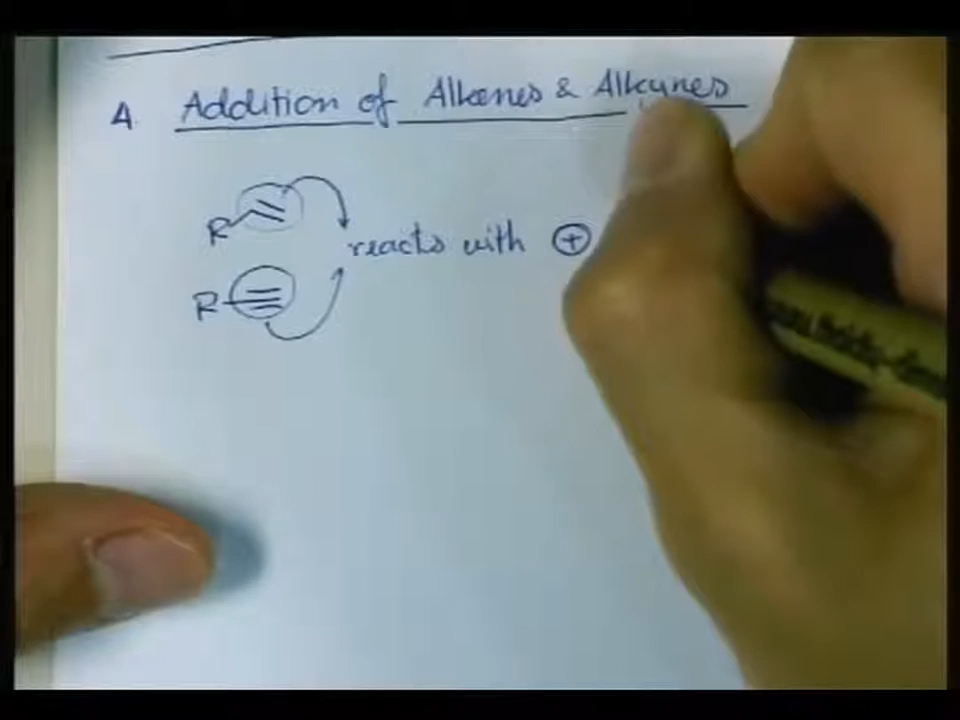 A. Addition of Alkenes & Alkynes
R
reacts with ⊕
R